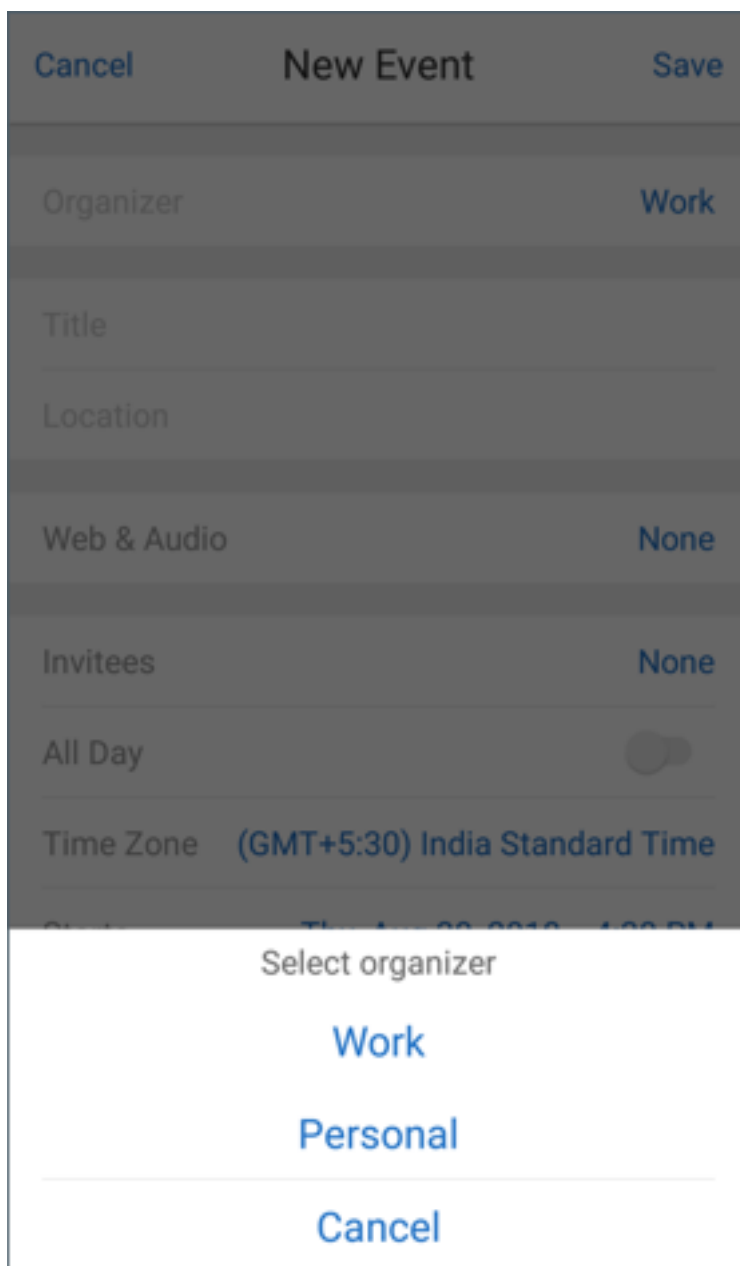 Cancel New Event Save
Organizer Work
Title
Location
Web & Audio None
Invitees None
All Day
Time Zone (GMT+5:30) India Standard Time
Select organizer
Work
Personal
Cancel